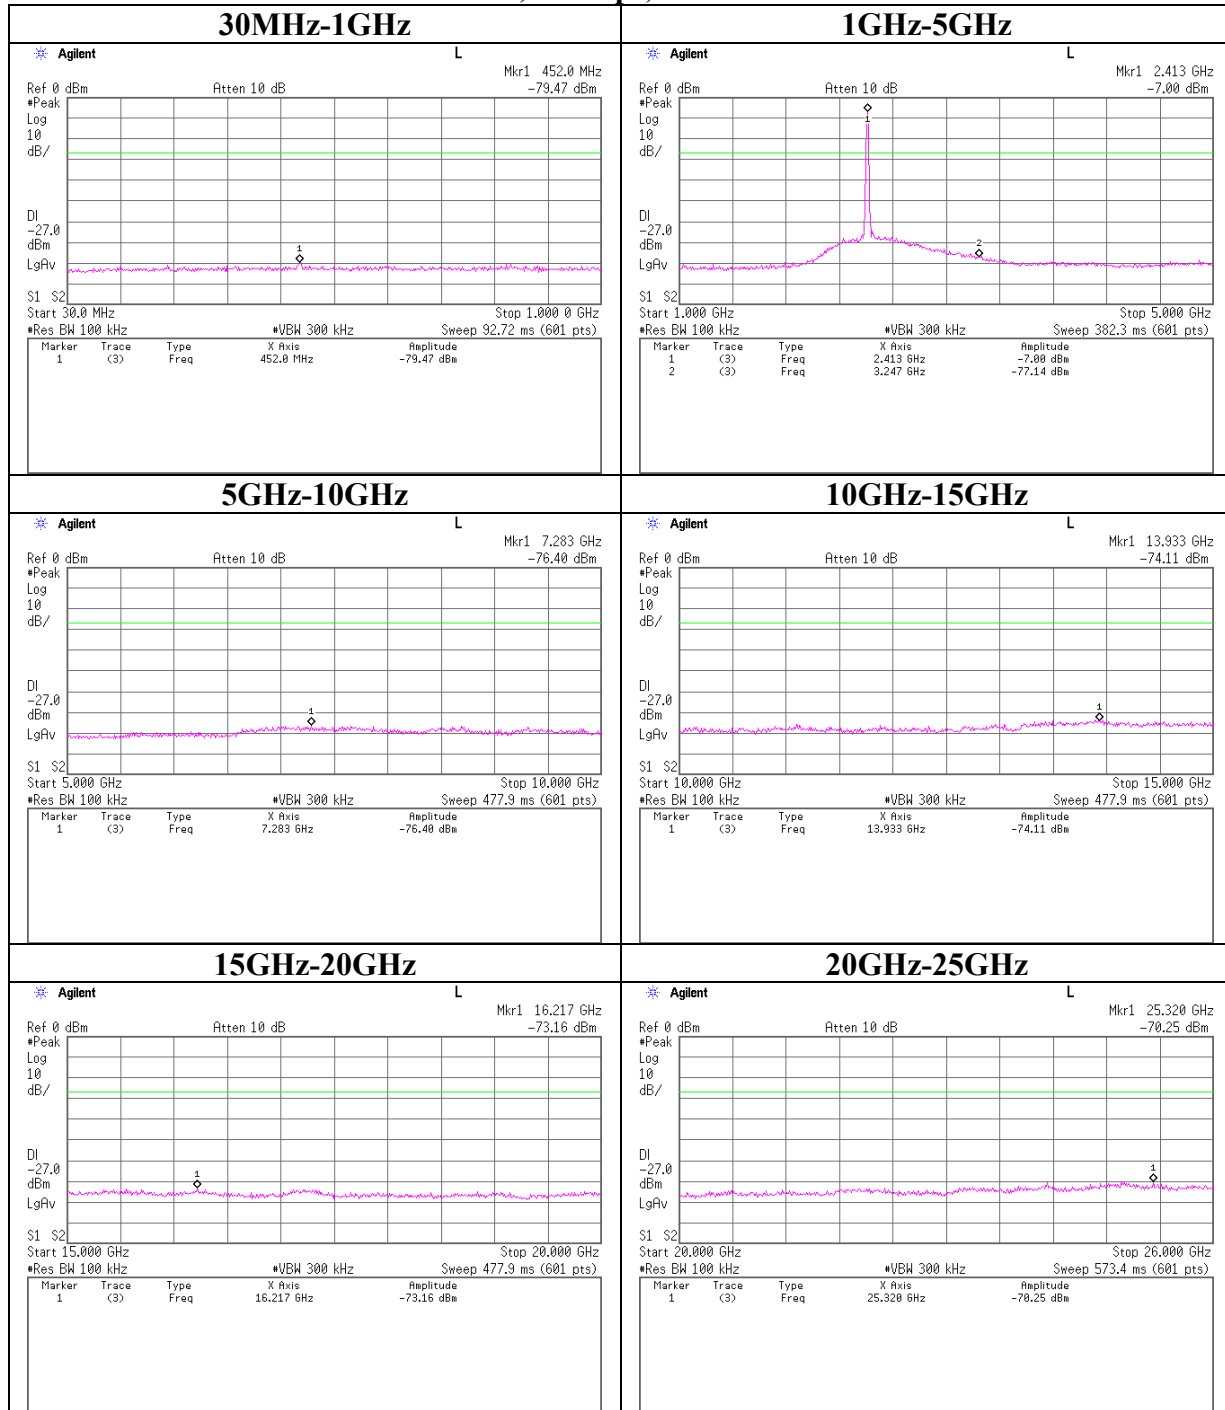 30MHz-1GHz
Agilent L
Mkr1 452.0 MHz
Ref 0 dBm Atten 10 dB -79.47 dBm
#Peak
Log
10
dB/
1
DI
-27.0
dBm
LgAv
S1 S2
Start 30.0 MHz Stop 1.000 0 GHz
#Res BW 100 kHz #VBW 300 kHz Sweep 92.72 ms (601 pts)
Marker Trace Type X Axis Amplitude
1 (3) Freq 452.0 MHz -79.47 dBm
1GHz-5GHz
Agilent L
Mkr1 2.413 GHz
Ref 0 dBm Atten 10 dB -7.00 dBm
#Peak
Log
10
dB/
1
2
DI
-27.0
dBm
LgAv
S1 S2
Start 1.000 GHz Stop 5.000 GHz
#Res BW 100 kHz #VBW 300 kHz Sweep 382.3 ms (601 pts)
Marker Trace Type X Axis Amplitude
1 (3) Freq 2.413 GHz -7.00 dBm
2 (3) Freq 3.247 GHz -77.14 dBm
5GHz-10GHz
Agilent L
Mkr1 7.283 GHz
Ref 0 dBm Atten 10 dB -76.40 dBm
#Peak
Log
10
dB/
1
DI
-27.0
dBm
LgAv
S1 S2
Start 5.000 GHz Stop 10.000 GHz
#Res BW 100 kHz #VBW 300 kHz Sweep 477.9 ms (601 pts)
Marker Trace Type X Axis Amplitude
1 (3) Freq 7.283 GHz -76.40 dBm
10GHz-15GHz
Agilent L
Mkr1 13.933 GHz
Ref 0 dBm Atten 10 dB -74.11 dBm
#Peak
Log
10
dB/
1
DI
-27.0
dBm
LgAv
S1 S2
Start 10.000 GHz Stop 15.000 GHz
#Res BW 100 kHz #VBW 300 kHz Sweep 477.9 ms (601 pts)
Marker Trace Type X Axis Amplitude
1 (3) Freq 13.933 GHz -74.11 dBm
15GHz-20GHz
Agilent L
Mkr1 16.217 GHz
Ref 0 dBm Atten 10 dB -73.16 dBm
#Peak
Log
10
dB/
1
DI
-27.0
dBm
LgAv
S1 S2
Start 15.000 GHz Stop 20.000 GHz
#Res BW 100 kHz #VBW 300 kHz Sweep 477.9 ms (601 pts)
Marker Trace Type X Axis Amplitude
1 (3) Freq 16.217 GHz -73.16 dBm
20GHz-25GHz
Agilent L
Mkr1 25.320 GHz
Ref 0 dBm Atten 10 dB -70.25 dBm
#Peak
Log
10
dB/
1
DI
-27.0
dBm
LgAv
S1 S2
Start 20.000 GHz Stop 26.000 GHz
#Res BW 100 kHz #VBW 300 kHz Sweep 573.4 ms (601 pts)
Marker Trace Type X Axis Amplitude
1 (3) Freq 25.320 GHz -70.25 dBm